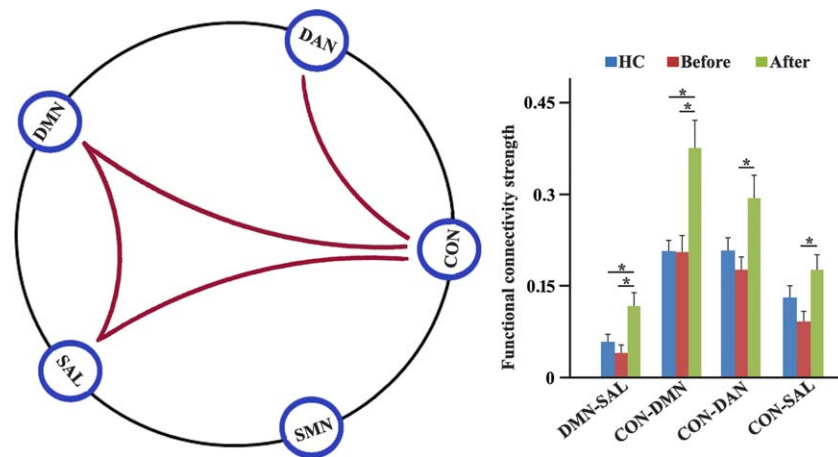 DAN
DMN
CON
SAL
SMN
HC Before After
Functional connectivity strength
0.45
0.3
0.15
0
* *
* *
*
*
DMN-SAL CON-DMN CON-DAN CON-SAL